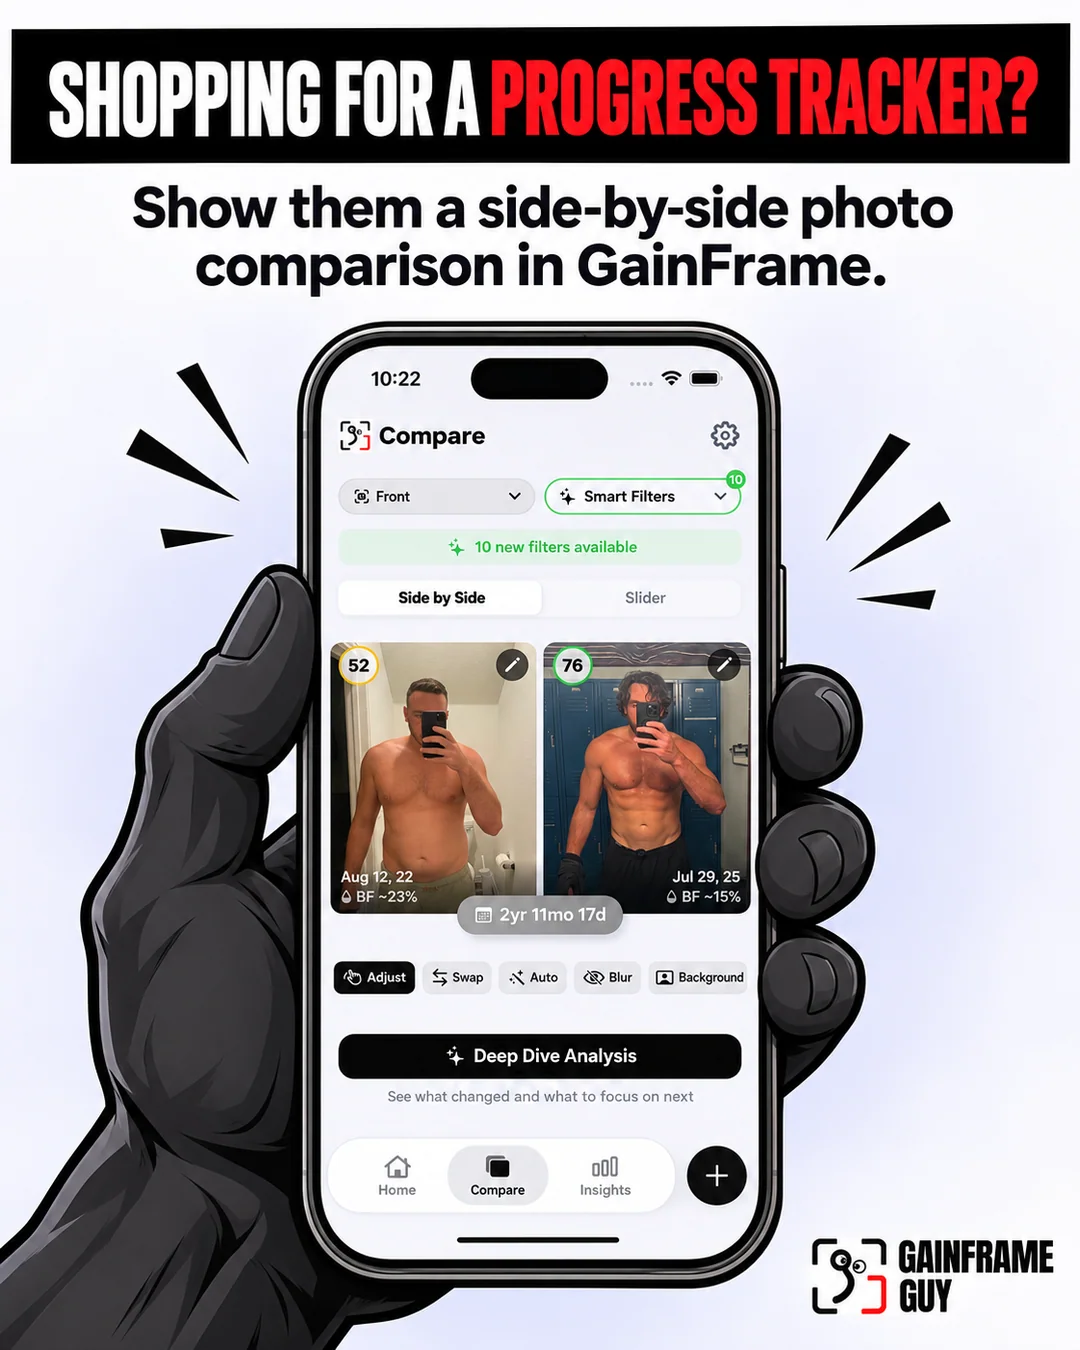 SHOPPING FOR A PROGRESS TRACKER?
Show them a side-by-side photo
comparison in GainFrame.
10:22
Compare
Front
Smart Filters
10
10 new filters available
Side by Side
Slider
52
76
Aug 12, 22
BF ~23%
Jul 29, 25
BF ~15%
2yr 11mo 17d
Adjust
Swap
Auto
Blur
Background
Deep Dive Analysis
See what changed and what to focus on next
Home
Compare
Insights
GAINFRAME
GUY